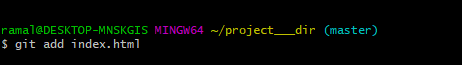 ramal@DESKTOP-MNSKGIS MINGW64 ~/project___dir (master)
$ git add index.html